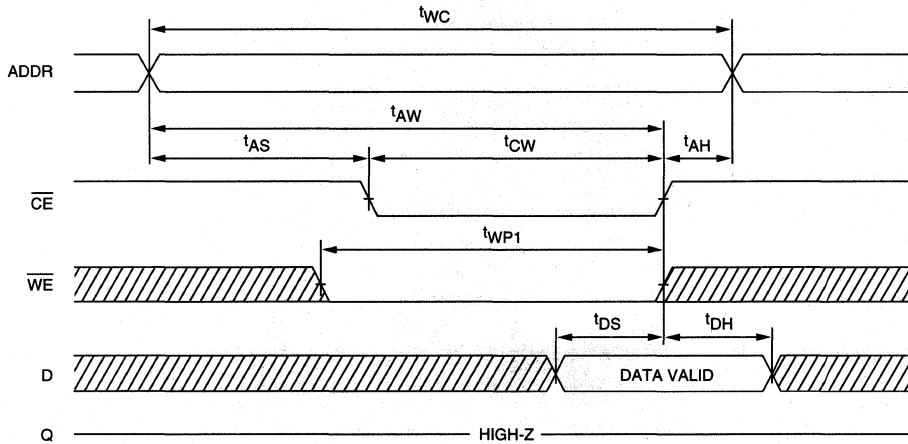 tWC
ADDR
tAW
tAS tCW tAH
CE
tWP1
WE
tDS tDH
D DATA VALID
Q HIGH-Z